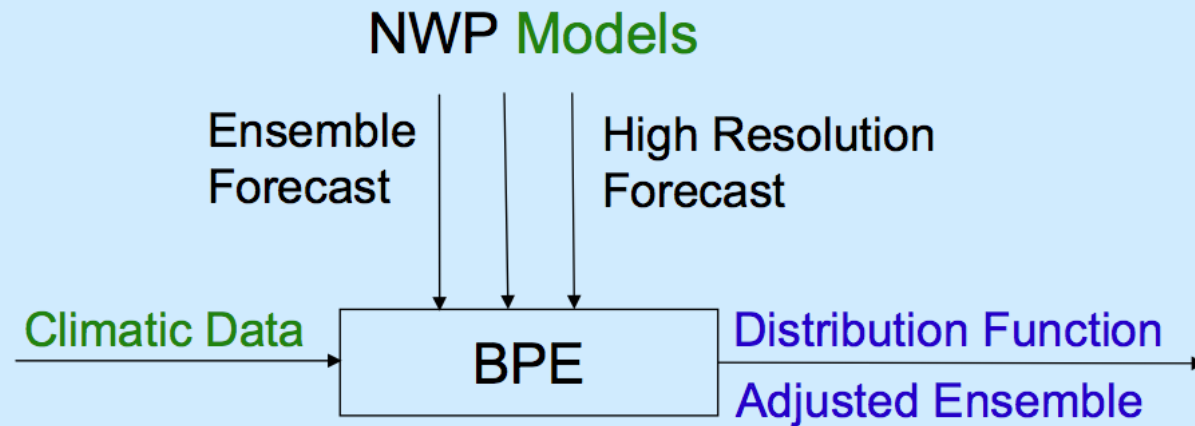 NWP Models
Ensemble
Forecast
High Resolution
Forecast
Climatic Data
BPE
Distribution Function
Adjusted Ensemble